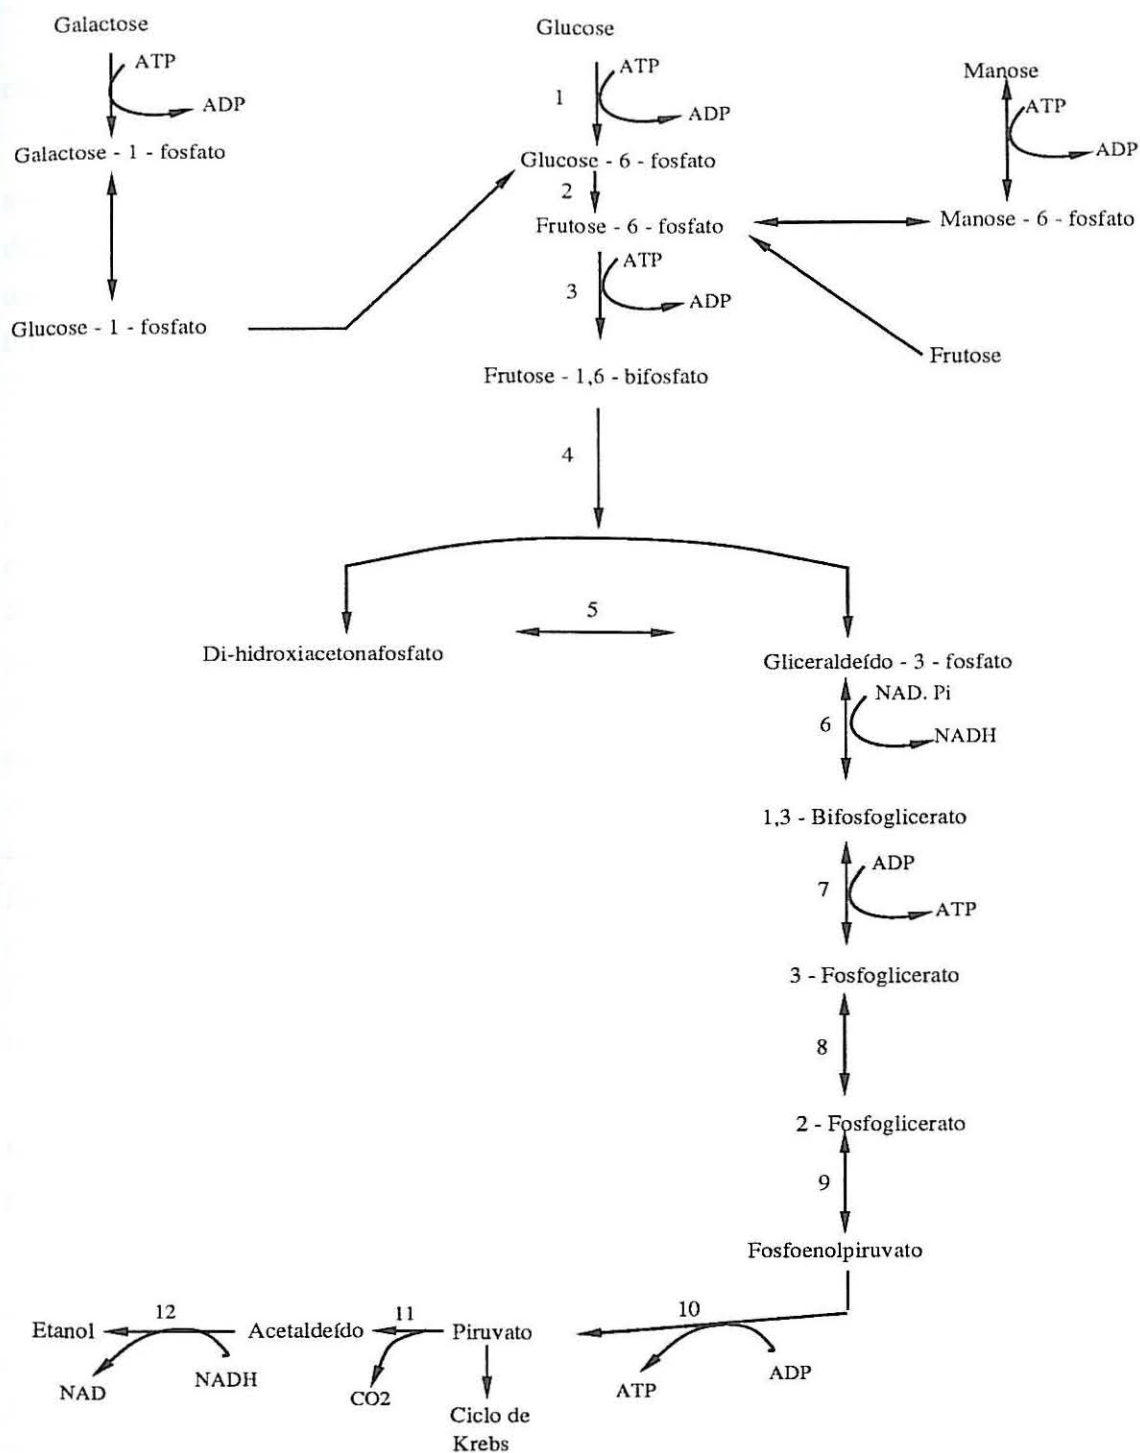 Galactose
Glucose
ATP
ATP
Manose
1
ADP
ADP
ATP
Galactose - 1 - fosfato
Glucose - 6 - fosfato
ADP
2
Frutose - 6 - fosfato
Manose - 6 - fosfato
ATP
3
ADP
Glucose - 1 - fosfato
Frutose
Frutose - 1,6 - bifosfato
4
5
Di-hidroxiacetonafosfato
Gliceraldeído - 3 - fosfato
NAD. Pi
6
NADH
1,3 - Bifosfoglicerato
ADP
7
ATP
3 - Fosfoglicerato
8
2 - Fosfoglicerato
9
Fosfoenolpiruvato
12
11
10
Etanol
Acetaldeído
Piruvato
NAD
NADH
CO2
ATP
ADP
Ciclo de
Krebs